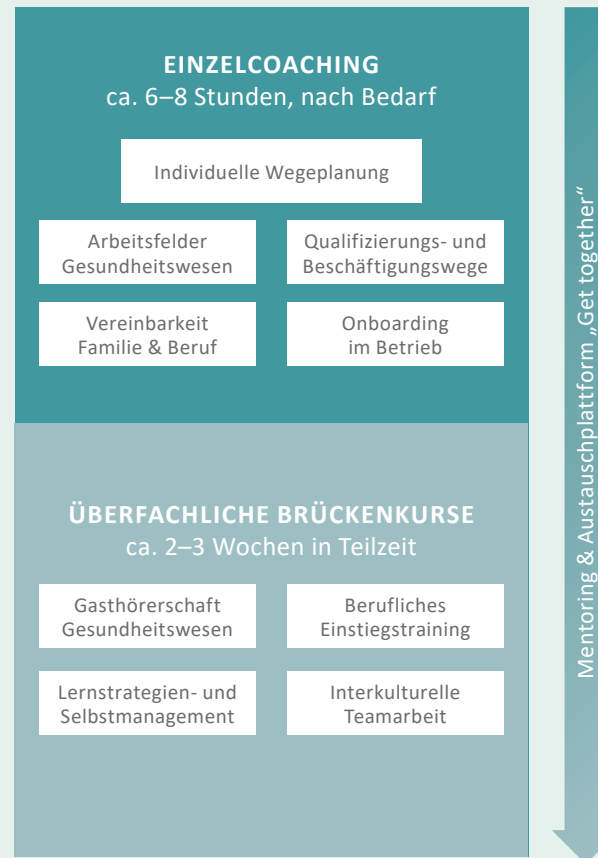 EINZELCOACHING
ca. 6–8 Stunden, nach Bedarf
Individuelle Wegeplanung
Arbeitsfelder
Gesundheitswesen
Qualifizierungs- und
Beschäftigungswege
Vereinbarkeit
Familie & Beruf
Onboarding
im Betrieb
ÜBERFACHLICHE BRÜCKENKURSE
ca. 2–3 Wochen in Teilzeit
Gasthörerschaft
Gesundheitswesen
Berufliches
Einstiegstraining
Lernstrategien- und
Selbstmanagement
Interkulturelle
Teamarbeit
Mentoring & Austauschplattform „Get together“